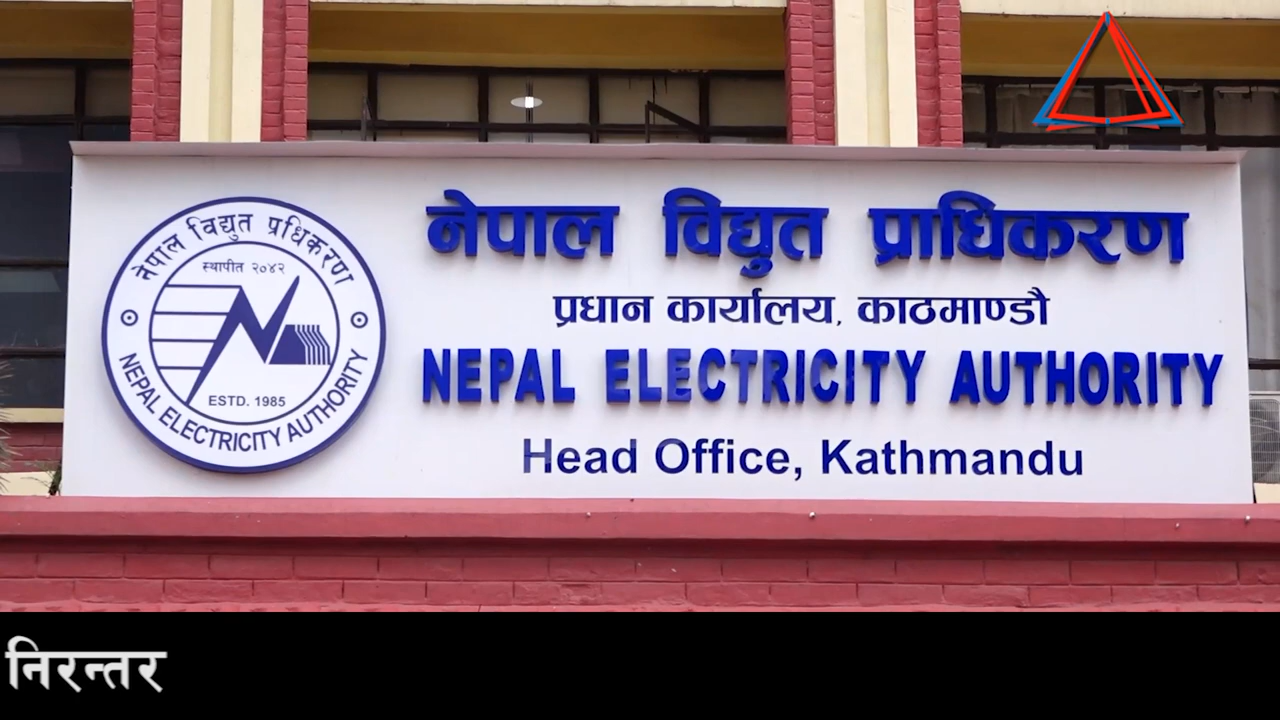 नेपाल विद्युत प्रधिकरण
स्थापीत २०४२
ESTD. 1985
NEPAL ELECTRICITY AUTHORITY
नेपाल विद्युत प्राधिकरण
प्रधान कार्यालय, काठमाण्डौ
NEPAL ELECTRICITY AUTHORITY
Head Office, Kathmandu
निरन्तर